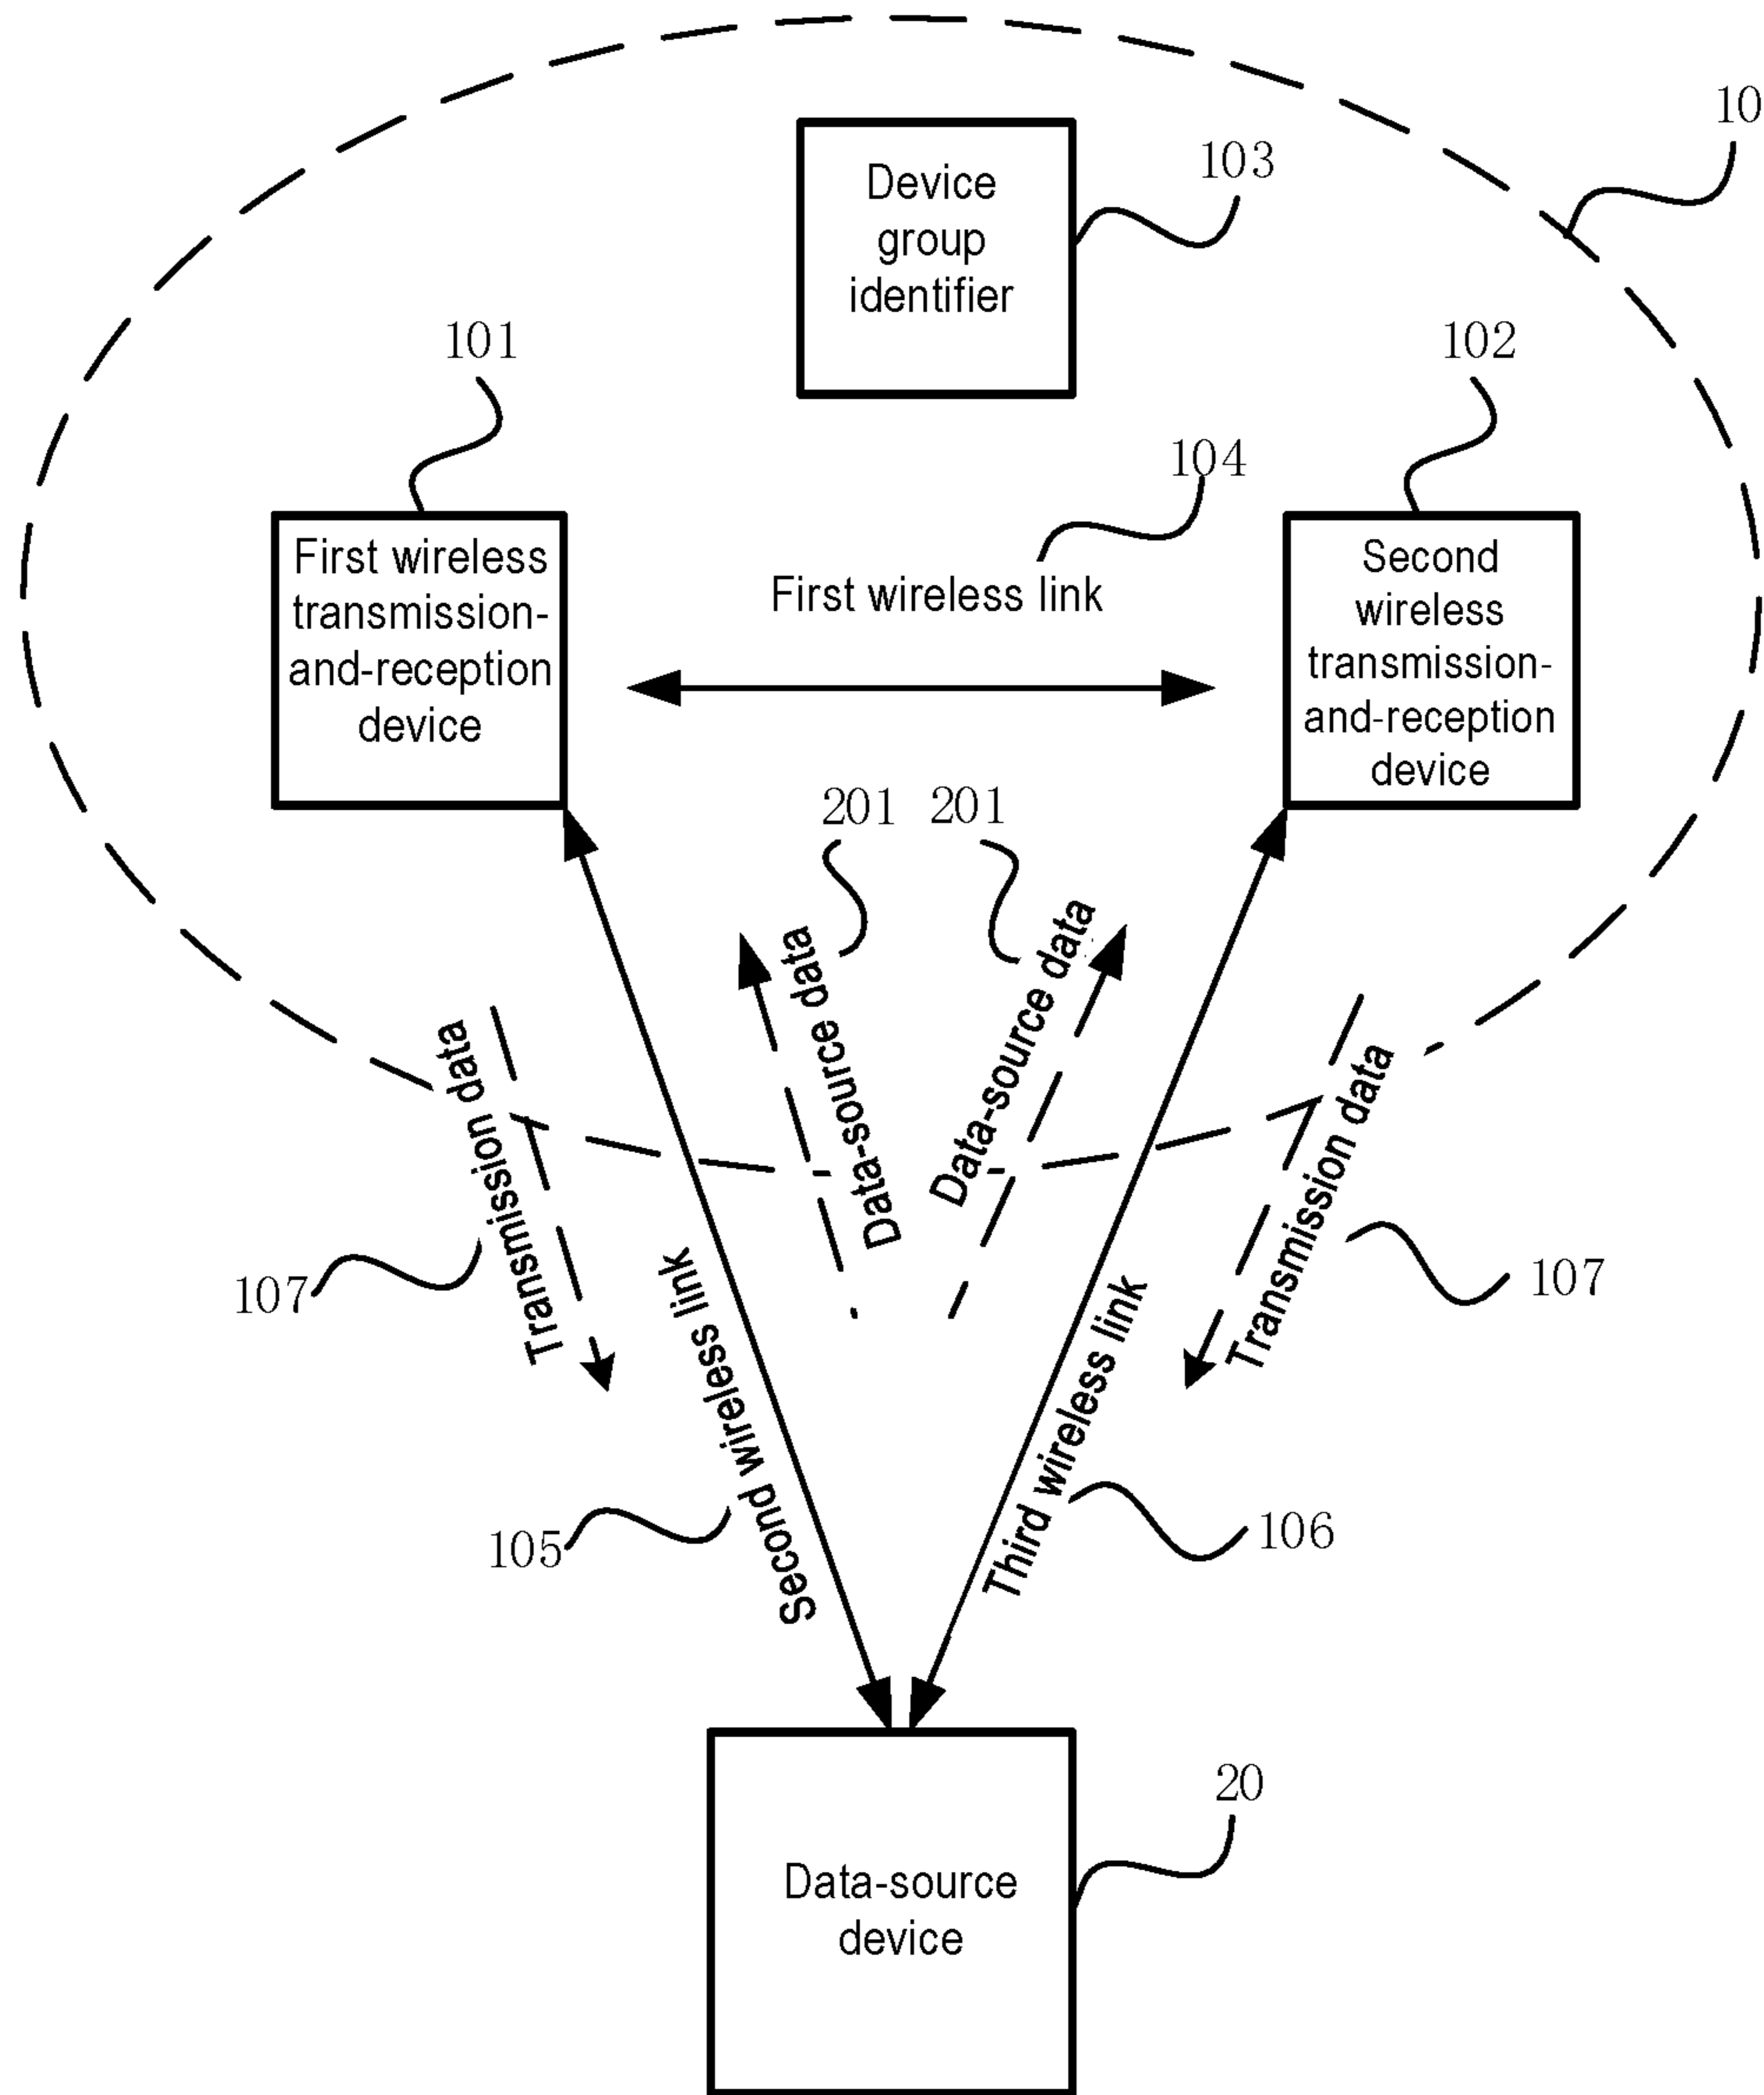 10
103
Device
group
identifier
101
102
104
First wireless
transmission-
and-reception
device
First wireless link
Second
wireless
transmission-
and-reception
device
201
201
Data-source data
Data-source data
Transmission data
Transmission data
107
107
Second wireless link
Third wireless link
105
106
20
Data-source
device